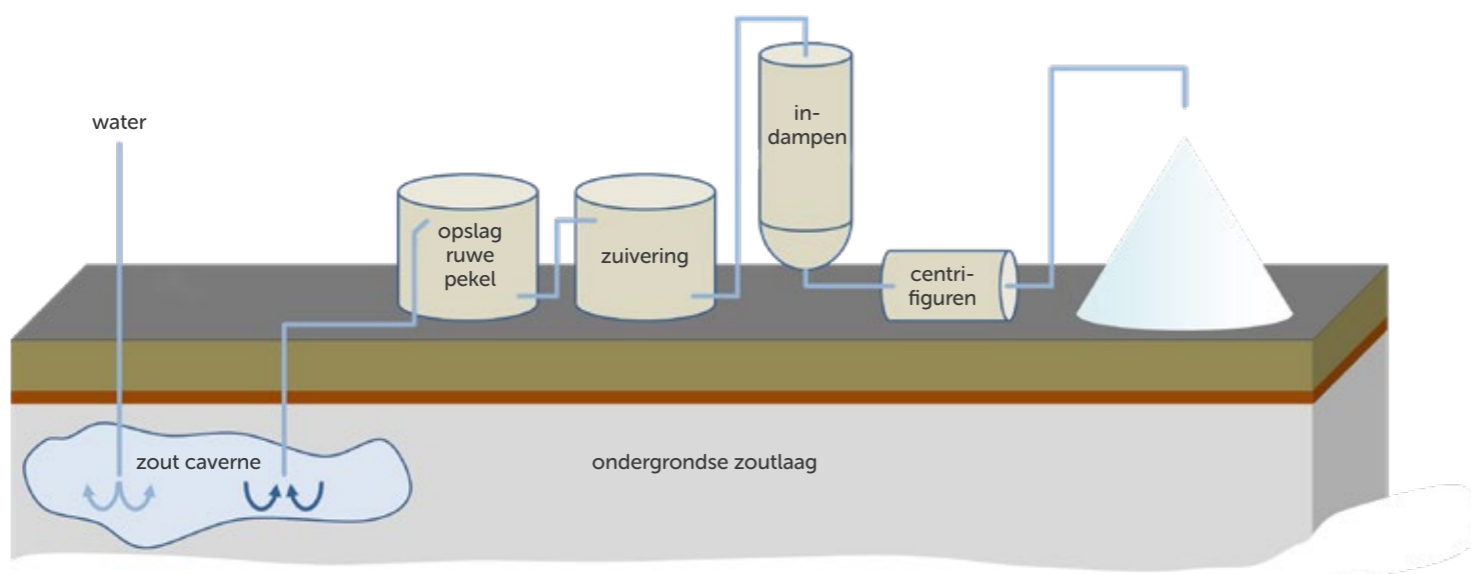 water
opslag
ruwe
pekel
zuivering
in-
dampen
centri-
figuren
zout caverne
ondergrondse zoutlaag